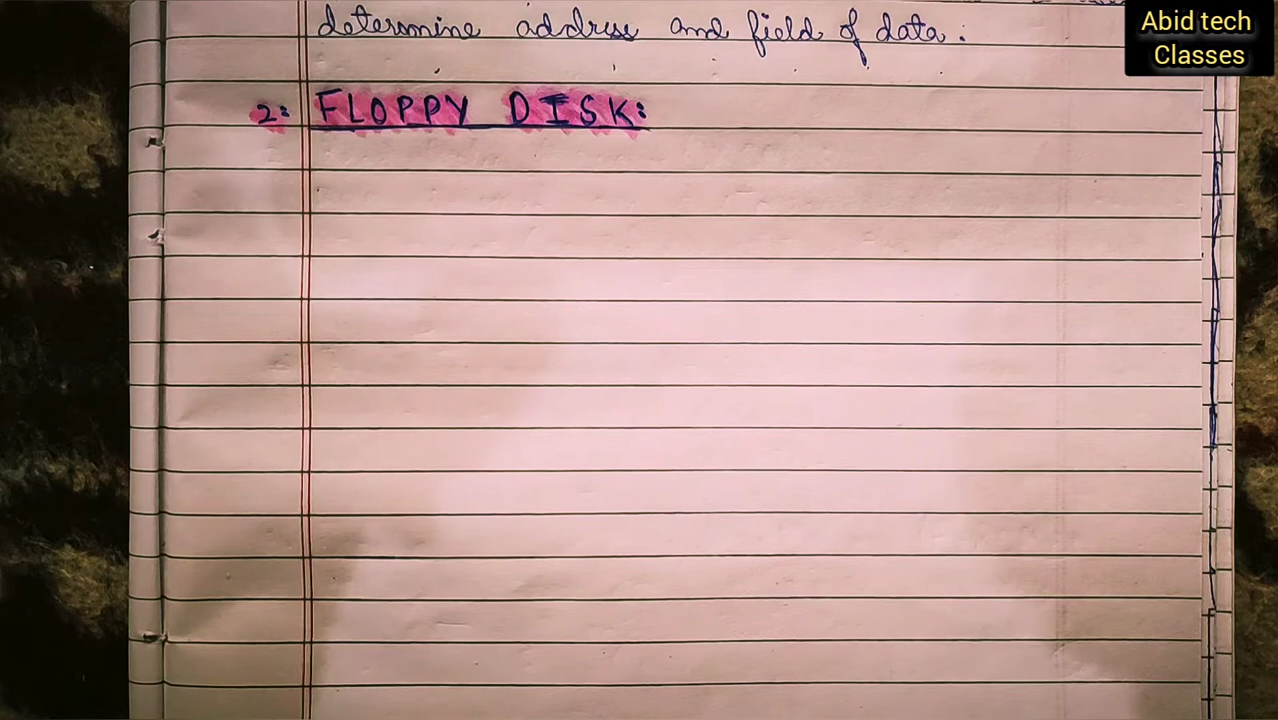 determine address and field of data.
2: FLOPPY DISK:
Abid tech
Classes